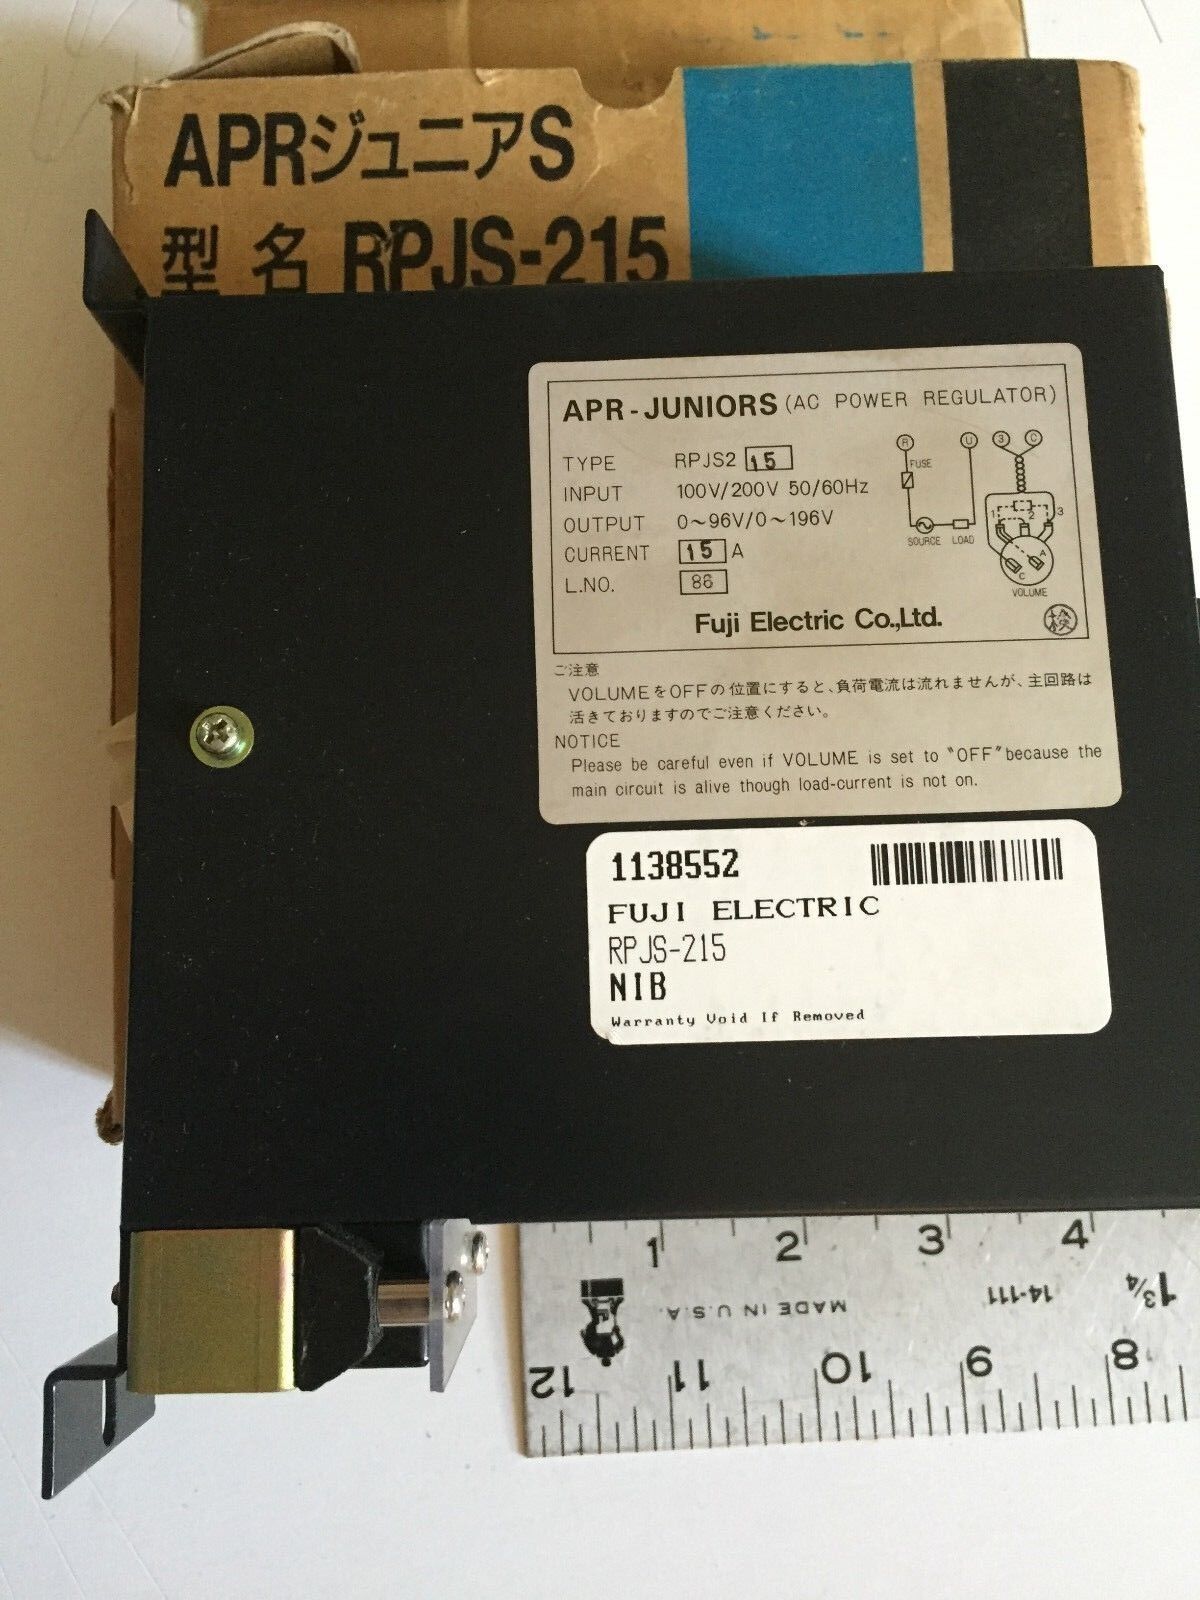 APRジュニアS
型 名 RPJS-215
APR-JUNIORS (AC POWER REGULATOR)
TYPE RPJS2 15
INPUT 100V/200V 50/60Hz
OUTPUT 0~96V/0~196V
CURRENT 15 A
L.NO. 86
R U 3 C
FUSE
1 2 3
SOURCE LOAD
A
C
VOLUME
Fuji Electric Co.,Ltd.
検
ご注意
VOLUMEをOFFの位置にすると、負荷電流は流れませんが、主回路は
活きておりますのでご注意ください。
NOTICE
Please be careful even if VOLUME is set to "OFF" because the
main circuit is alive though load-current is not on.
1138552
FUJI ELECTRIC
RPJS-215
NIB
Warranty Void If Removed
1 2 3 4
MADE IN U.S.A. 14-111 1¾
12 11 10 9 8